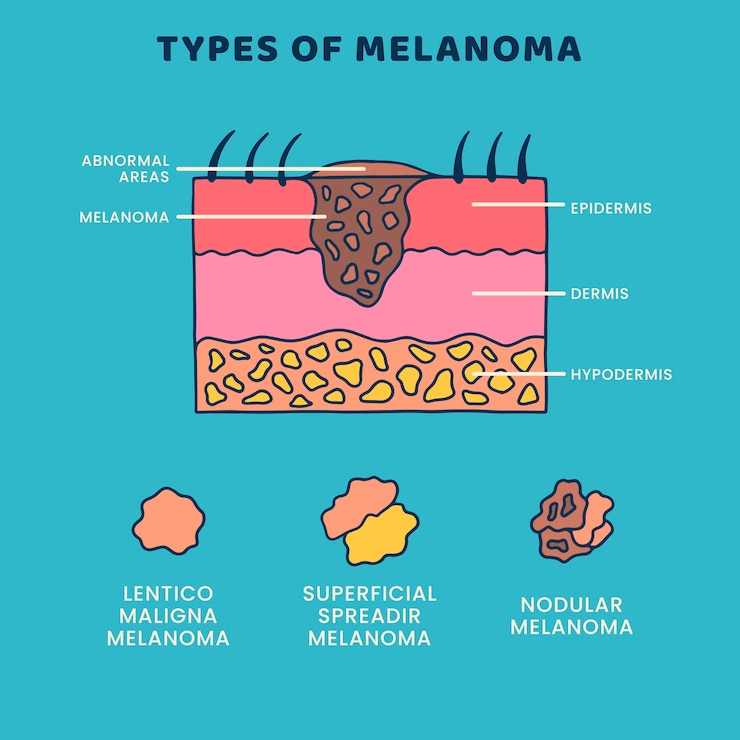 TYPES OF MELANOMA
ABNORMAL
AREAS
MELANOMA
EPIDERMIS
DERMIS
HYPODERMIS
LENTICO
MALIGNA
MELANOMA
SUPERFICIAL
SPREADIR
MELANOMA
NODULAR
MELANOMA